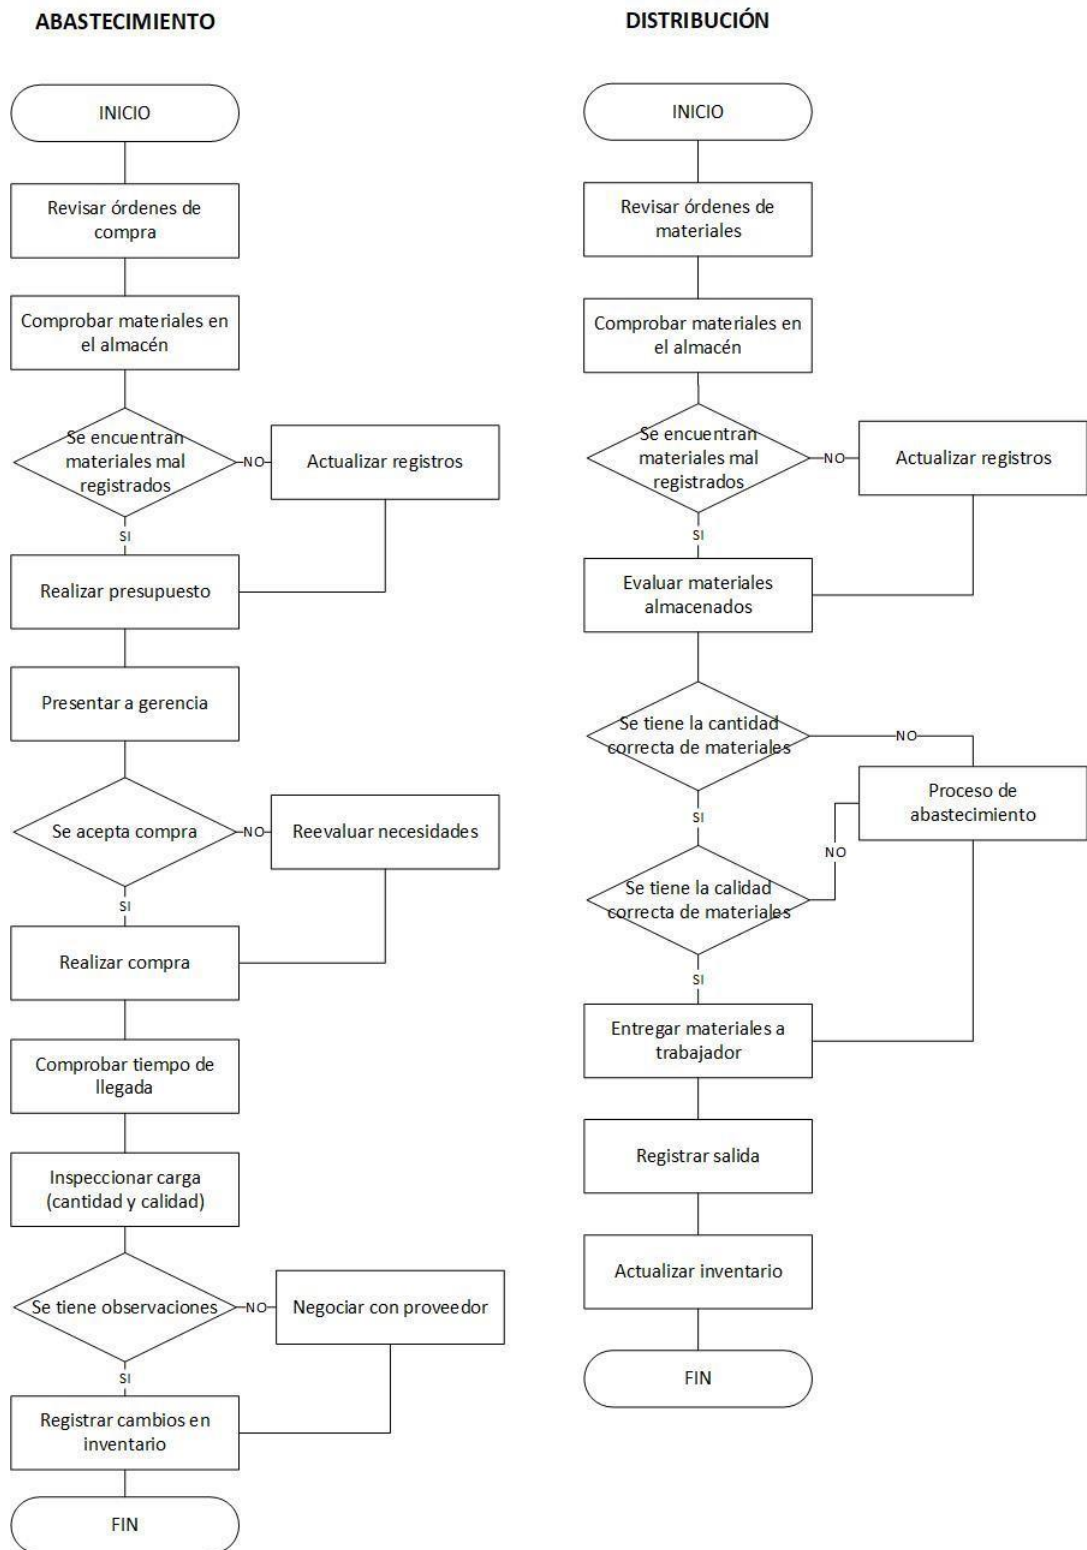 ABASTECIMIENTO
INICIO
Revisar órdenes de
compra
Comprobar materiales en
el almacén
Se encuentran
materiales mal
registrados
NO
Actualizar registros
SI
Realizar presupuesto
Presentar a gerencia
Se acepta compra
NO
Reevaluar necesidades
SI
Realizar compra
Comprobar tiempo de
llegada
Inspeccionar carga
(cantidad y calidad)
Se tiene observaciones
NO
Negociar con proveedor
SI
Registrar cambios en
inventario
FIN
DISTRIBUCIÓN
INICIO
Revisar órdenes de
materiales
Comprobar materiales en
el almacén
Se encuentran
materiales mal
registrados
NO
Actualizar registros
SI
Evaluar materiales
almacenados
Se tiene la cantidad
correcta de materiales
NO
Proceso de
abastecimiento
SI
Se tiene la calidad
correcta de materiales
NO
SI
Entregar materiales a
trabajador
Registrar salida
Actualizar inventario
FIN